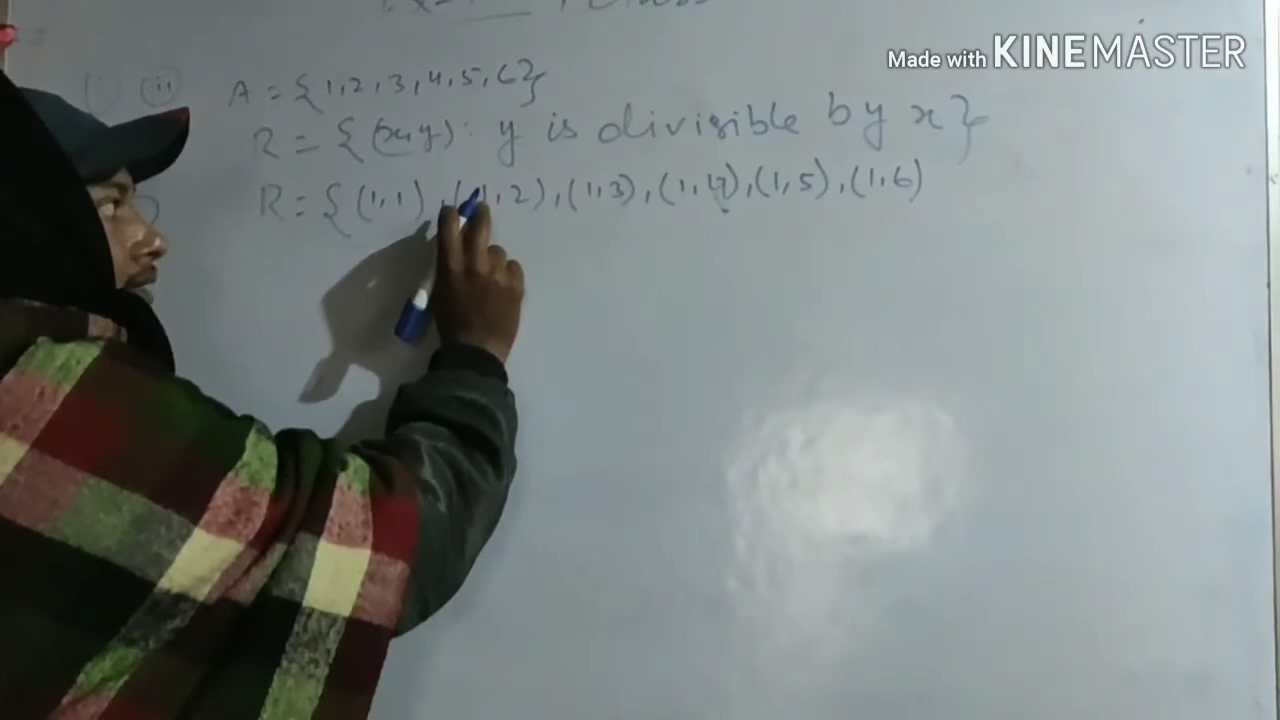 Made with KINEMASTER
(ii) A = {1,2,3,4,5,6}
R = {(x,y): y is divisible by x}
R = {(1,1), (1,2), (1,3), (1,4), (1,5), (1,6)